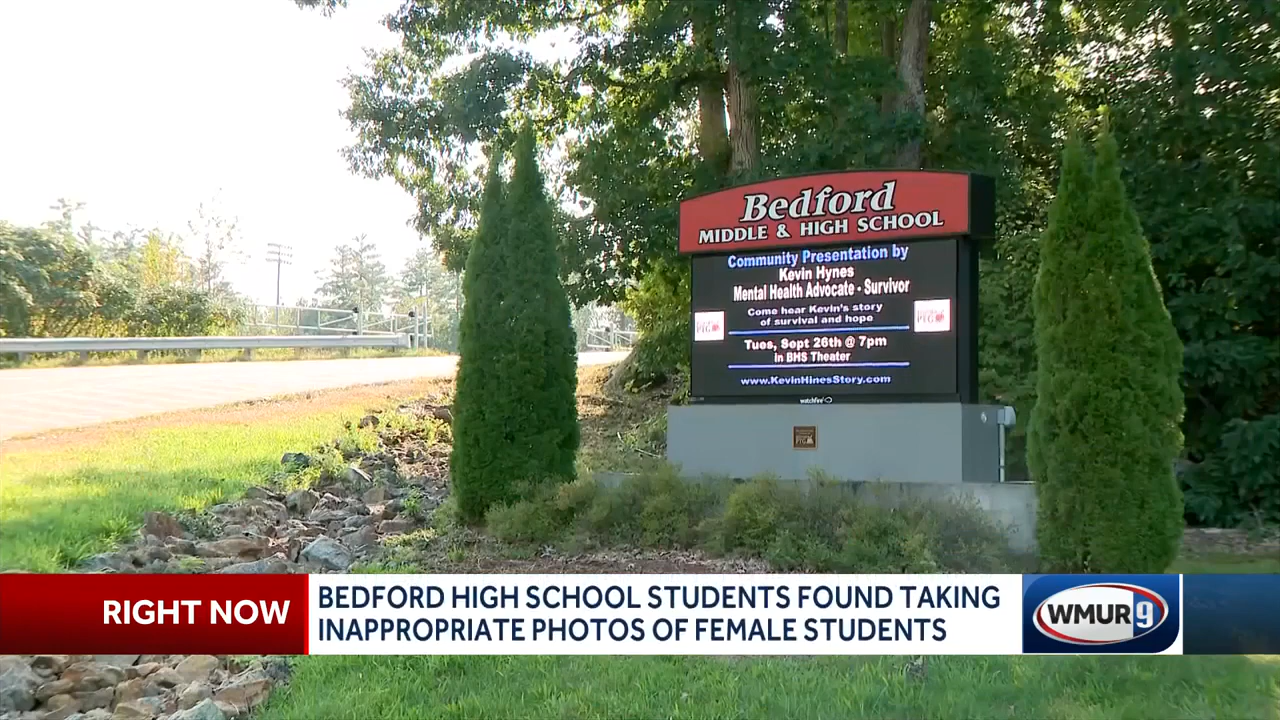 Bedford
MIDDLE & HIGH SCHOOL
Community Presentation by
Kevin Hynes
Mental Health Advocate - Survivor
Come hear Kevin's story
of survival and hope
Tues, Sept 26th @ 7pm
in BHS Theater
www.KevinHinesStory.com
watchfire
RIGHT NOW
BEDFORD HIGH SCHOOL STUDENTS FOUND TAKING
INAPPROPRIATE PHOTOS OF FEMALE STUDENTS
WMUR9